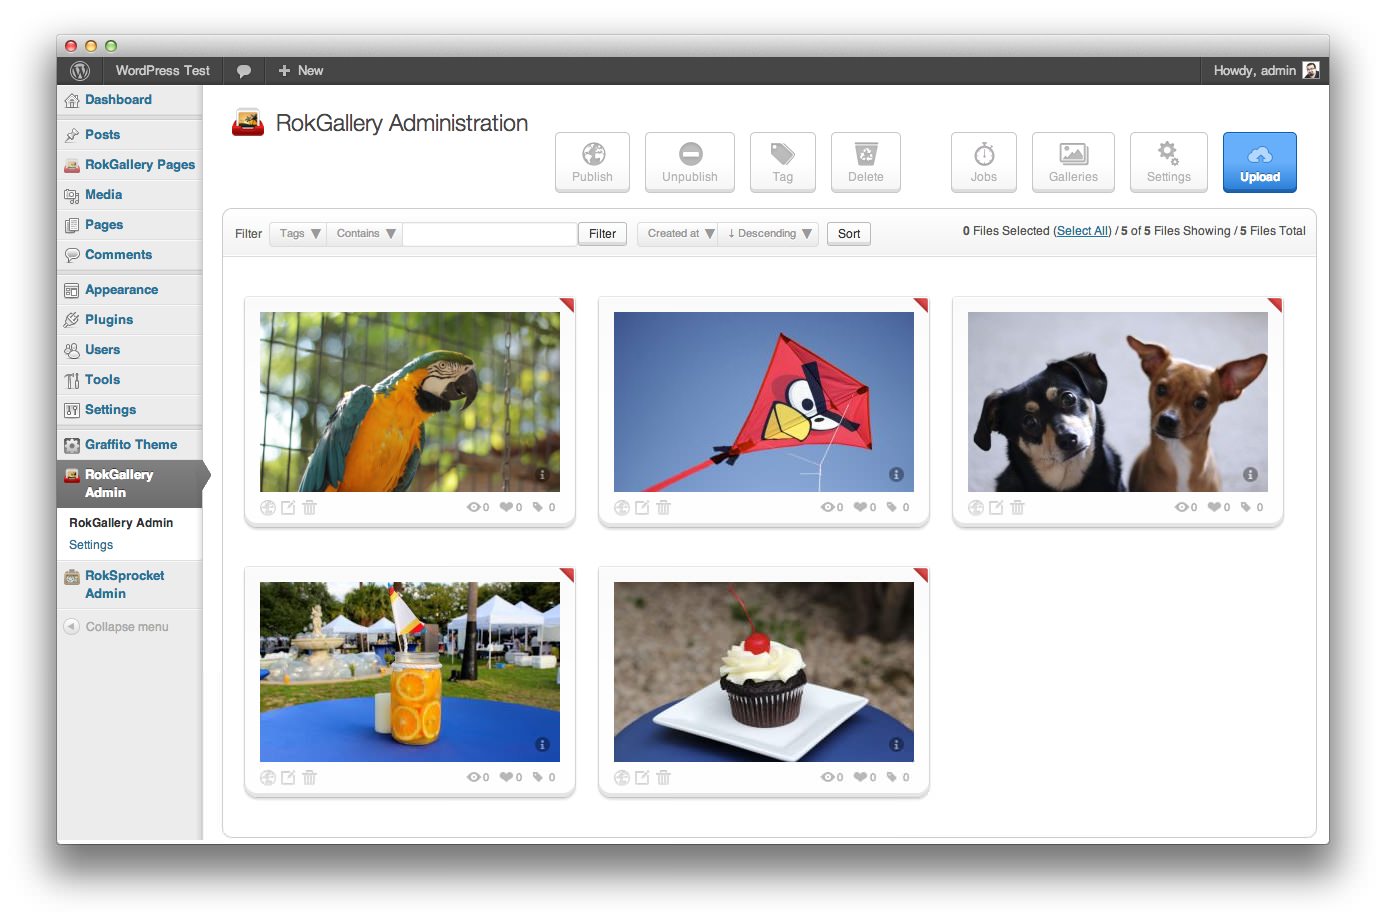 WordPress Test
New
Howdy, admin
Dashboard
Posts
RokGallery Pages
Media
Pages
Comments
Appearance
Plugins
Users
Tools
Settings
Graffito Theme
RokGallery
Admin
RokGallery Admin
Settings
RokSprocket
Admin
Collapse menu
RokGallery Administration
Publish
Unpublish
Tag
Delete
Jobs
Galleries
Settings
Upload
Filter Tags Contains Filter Created at ↓ Descending Sort 0 Files Selected (Select All) / 5 of 5 Files Showing / 5 Files Total
0 0 0
0 0 0
0 0 0
0 0 0
0 0 0